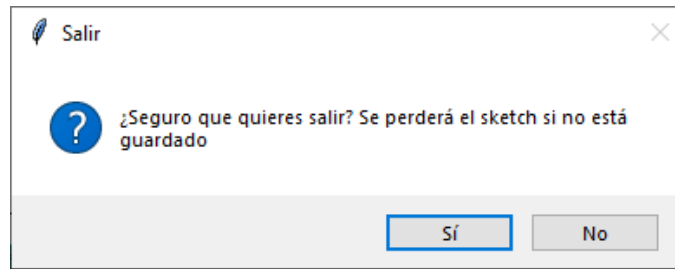 Salir
¿Seguro que quieres salir? Se perderá el sketch si no está
guardado
Sí
No